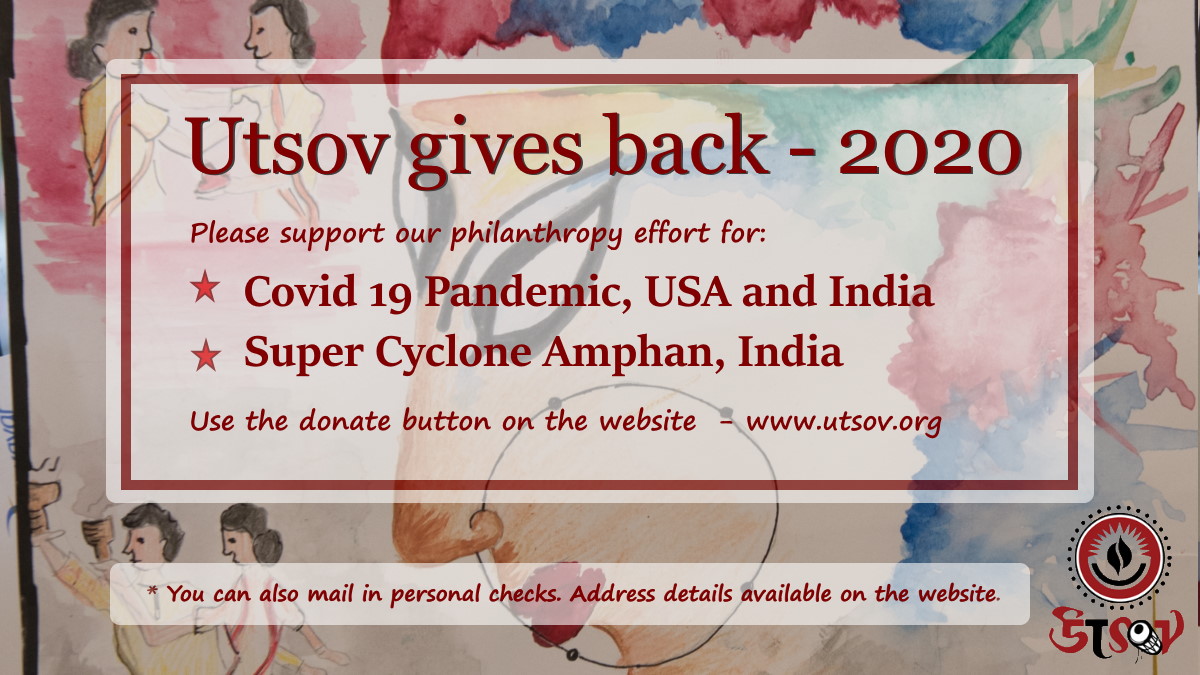 Utsov gives back - 2020
Please support our philanthropy effort for:
Covid 19 Pandemic, USA and India
Super Cyclone Amphan, India
Use the donate button on the website - www.utsov.org
* You can also mail in personal checks. Address details available on the website.
UTSOV